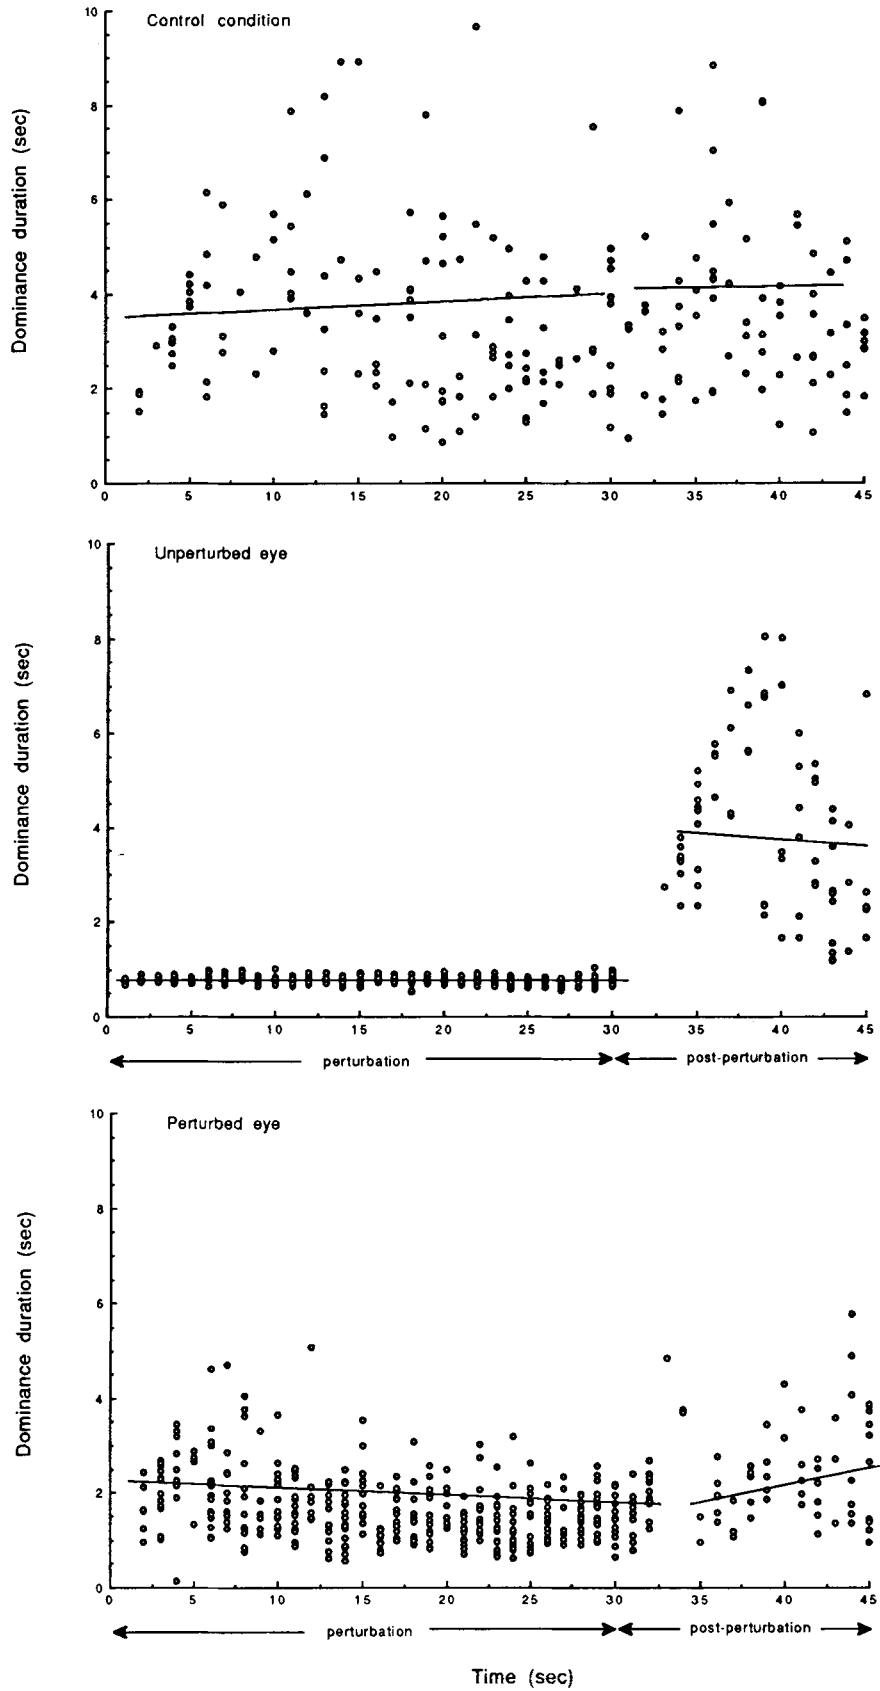 Control condition
Dominance duration (sec)
10
8
6
4
2
0
0 5 10 15 20 25 30 35 40 45
Unperturbed eye
Dominance duration (sec)
10
8
6
4
2
0
0 5 10 15 20 25 30 35 40 45
perturbation post-perturbation
Perturbed eye
Dominance duration (sec)
10
8
6
4
2
0
0 5 10 15 20 25 30 35 40 45
perturbation post-perturbation
Time (sec)